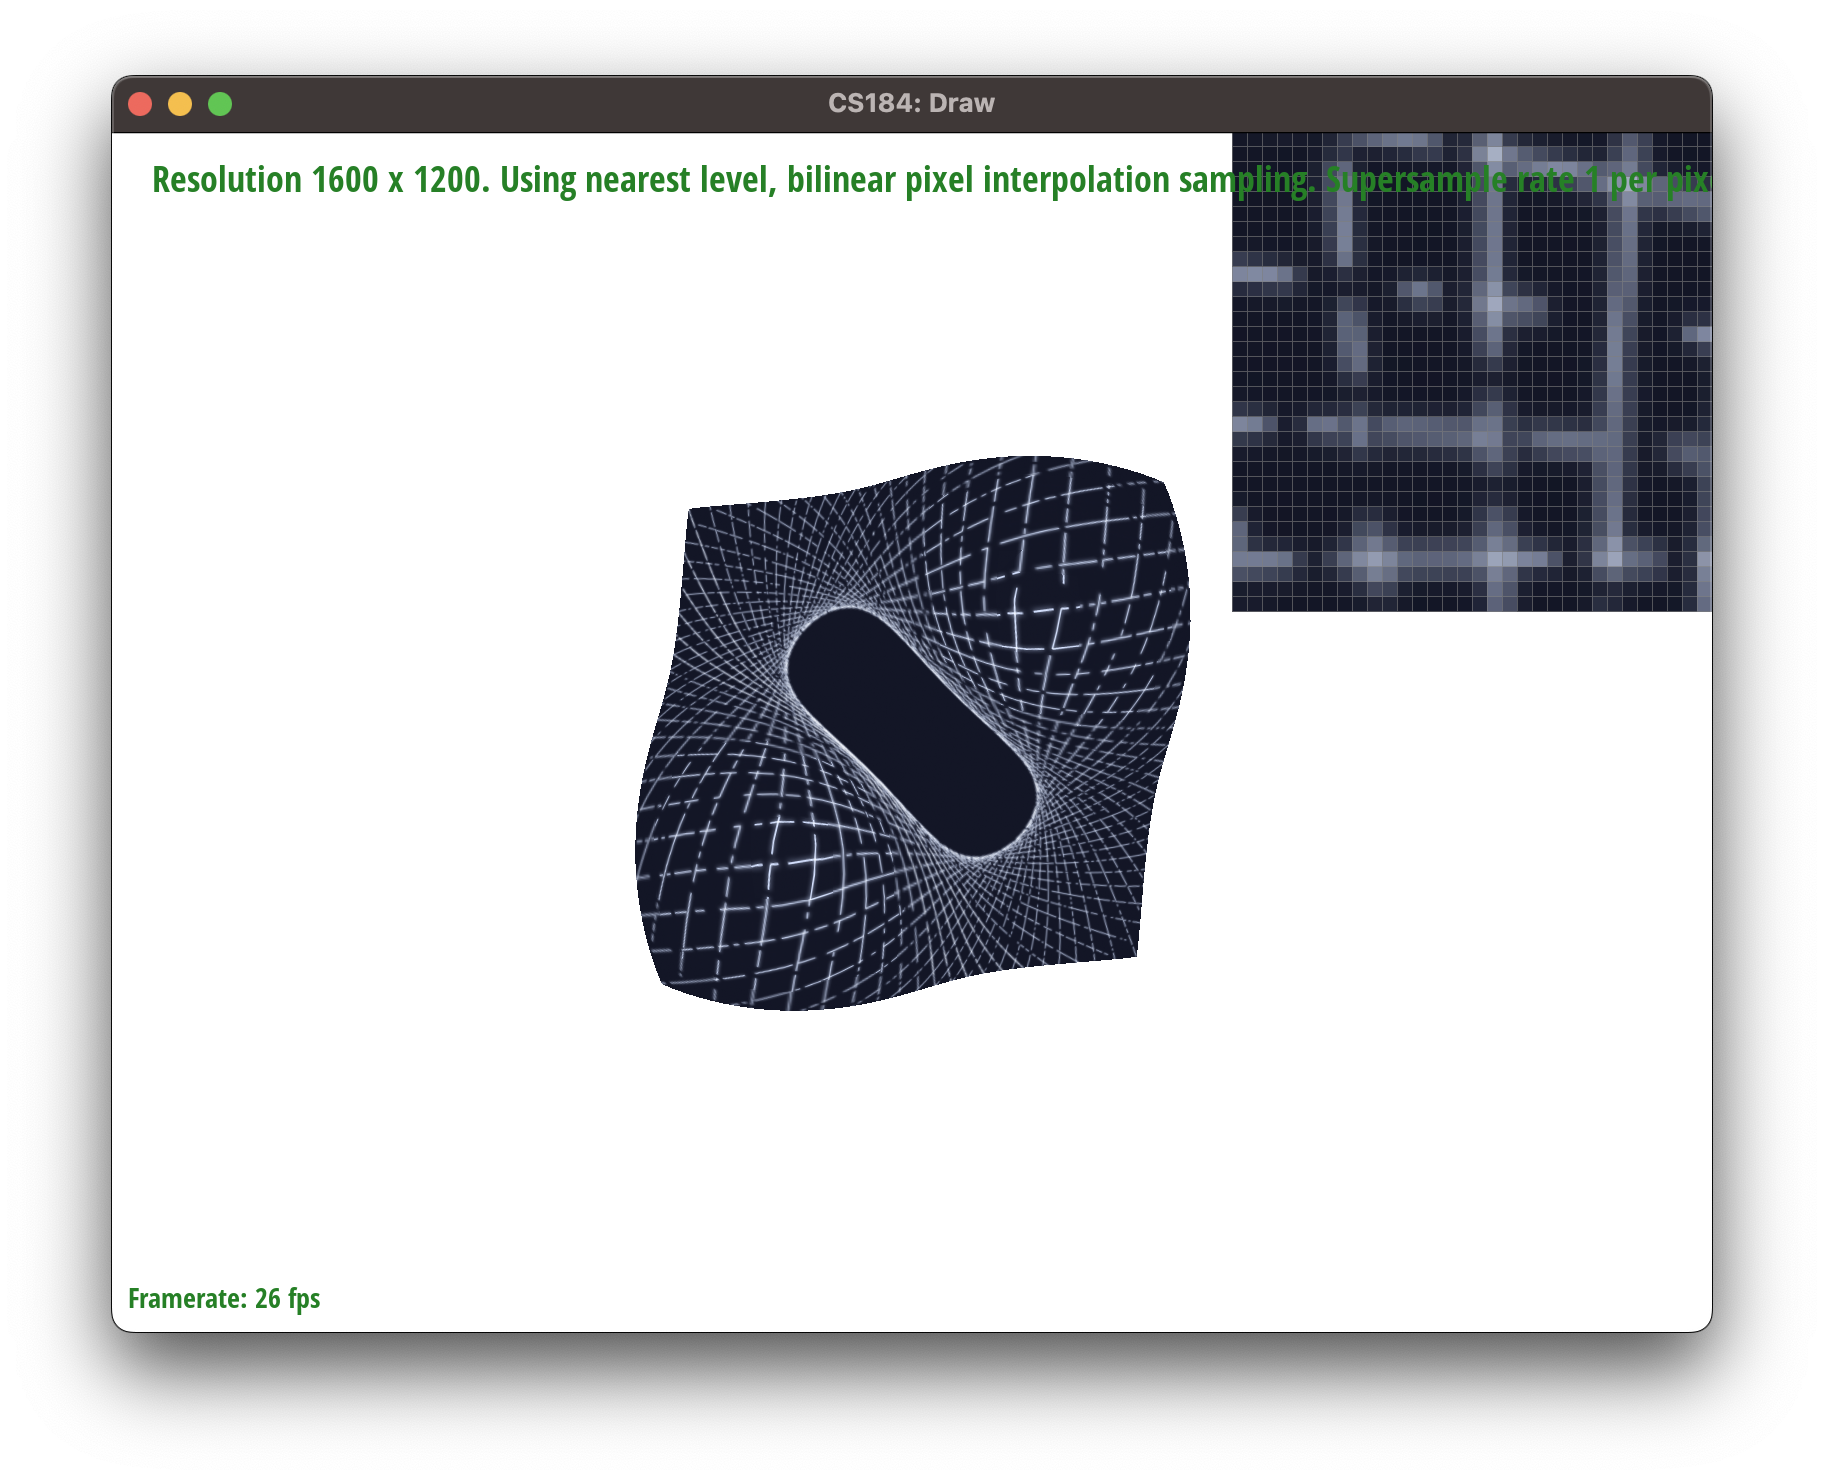 CS184: Draw
Resolution 1600 x 1200. Using nearest level, bilinear pixel interpolation sampling. Supersample rate 1 per pix
Framerate: 26 fps